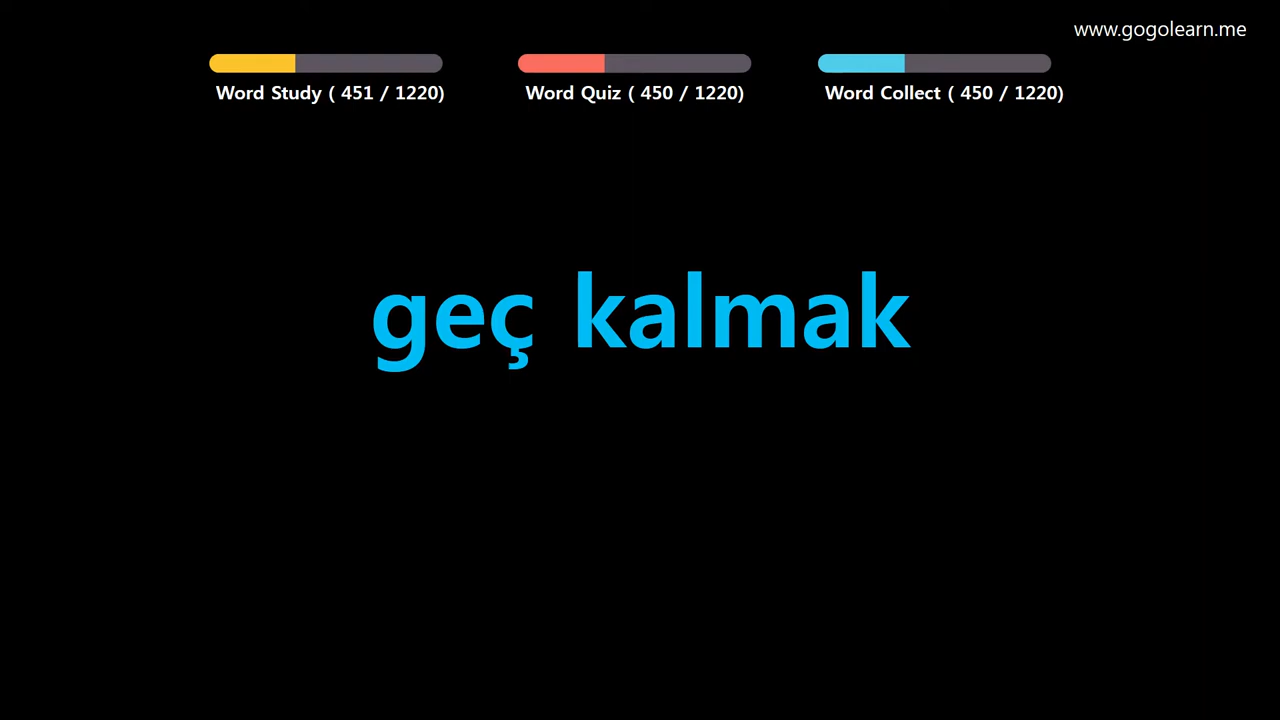 www.gogolearn.me
Word Study ( 451 / 1220)
Word Quiz ( 450 / 1220)
Word Collect ( 450 / 1220)
geç kalmak